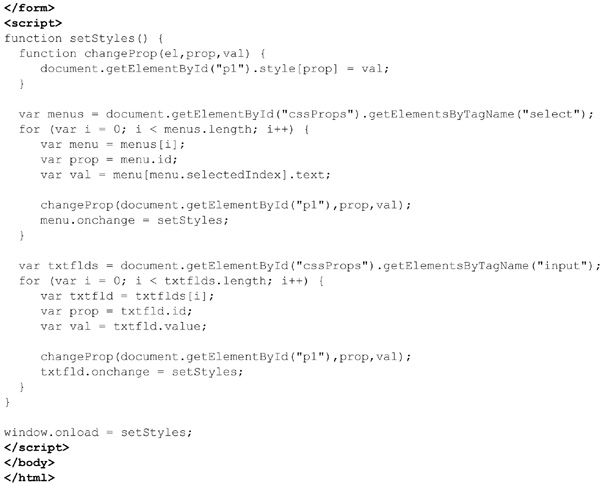 </form>
<script>
function setStyles() {
  function changeProp(el,prop,val) {
     document.getElementById("p1").style[prop] = val;
  }

  var menus = document.getElementById("cssProps").getElementsByTagName("select");
  for (var i = 0; i < menus.length; i++) {
     var menu = menus[i];
     var prop = menu.id;
     var val = menu[menu.selectedIndex].text;

     changeProp(document.getElementById("p1"),prop,val);
     menu.onchange = setStyles;
  }

  var txtflds = document.getElementById("cssProps").getElementsByTagName("input");
  for (var i = 0; i < txtflds.length; i++) {
     var txtfld = txtflds[i];
     var prop = txtfld.id;
     var val = txtfld.value;

     changeProp(document.getElementById("p1"),prop,val);
     txtfld.onchange = setStyles;
  }
}

window.onload = setStyles;
</script>
</body>
</html>